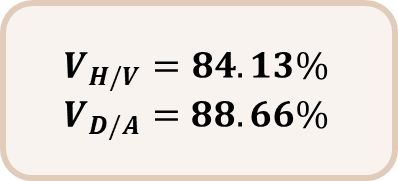 V_{H/V} = 84.13%
V_{D/A} = 88.66%